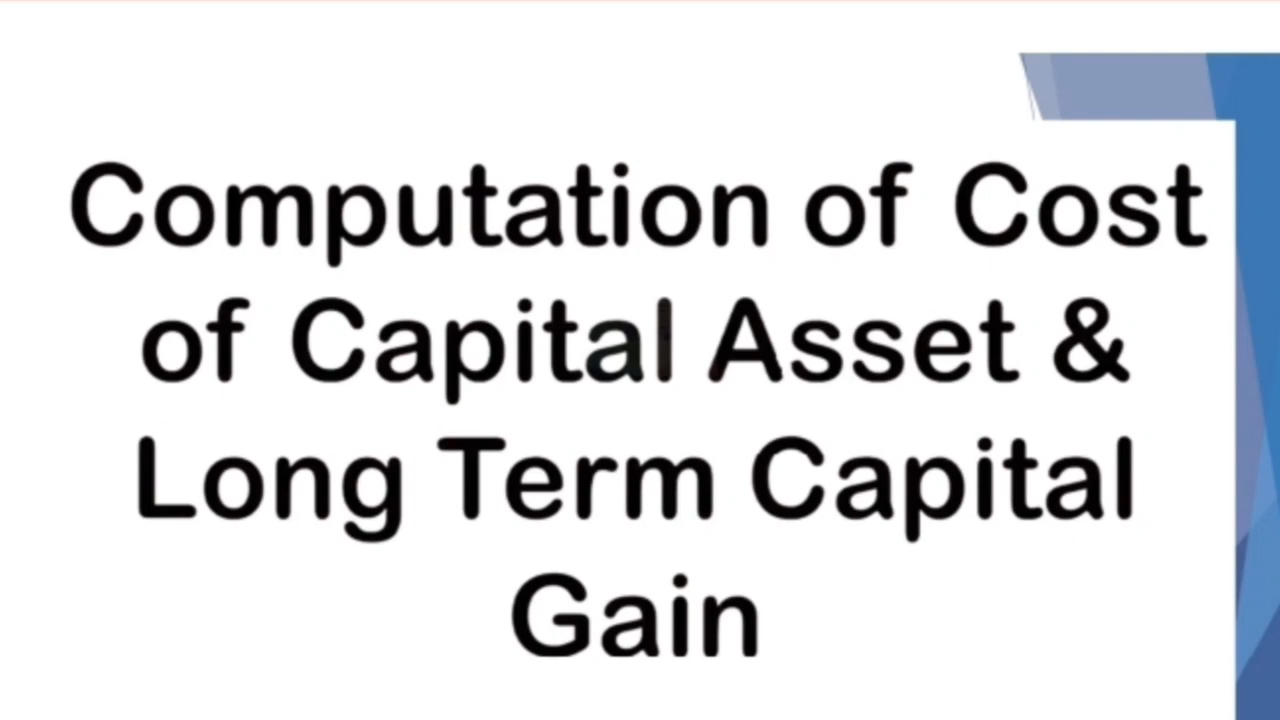 Computation of Cost
of Capital Asset &
Long Term Capital
Gain